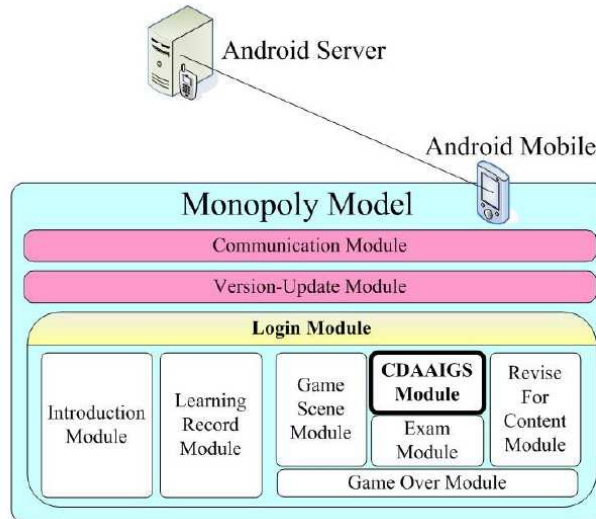 Android Server
Android Mobile
Monopoly Model
Communication Module
Version-Update Module
Login Module
Introduction
Module
Learning
Record
Module
Game
Scene
Module
CDAAIGS
Module
Exam
Module
Revise
For
Content
Module
Game Over Module